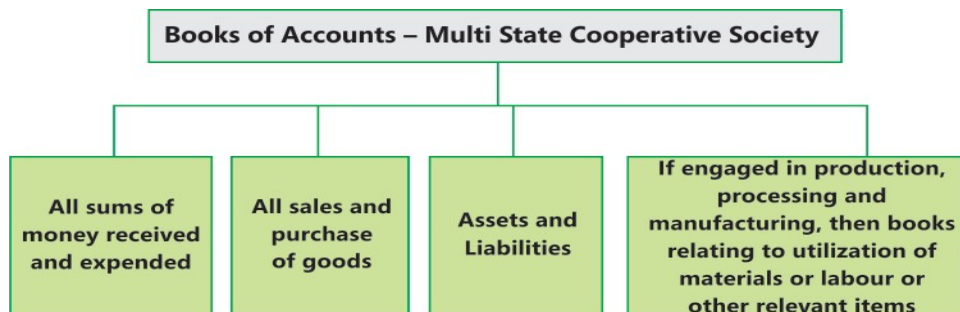 Books of Accounts – Multi State Cooperative Society
All sums of
money received
and expended
All sales and
purchase
of goods
Assets and
Liabilities
If engaged in production,
processing and
manufacturing, then books
relating to utilization of
materials or labour or
other relevant items